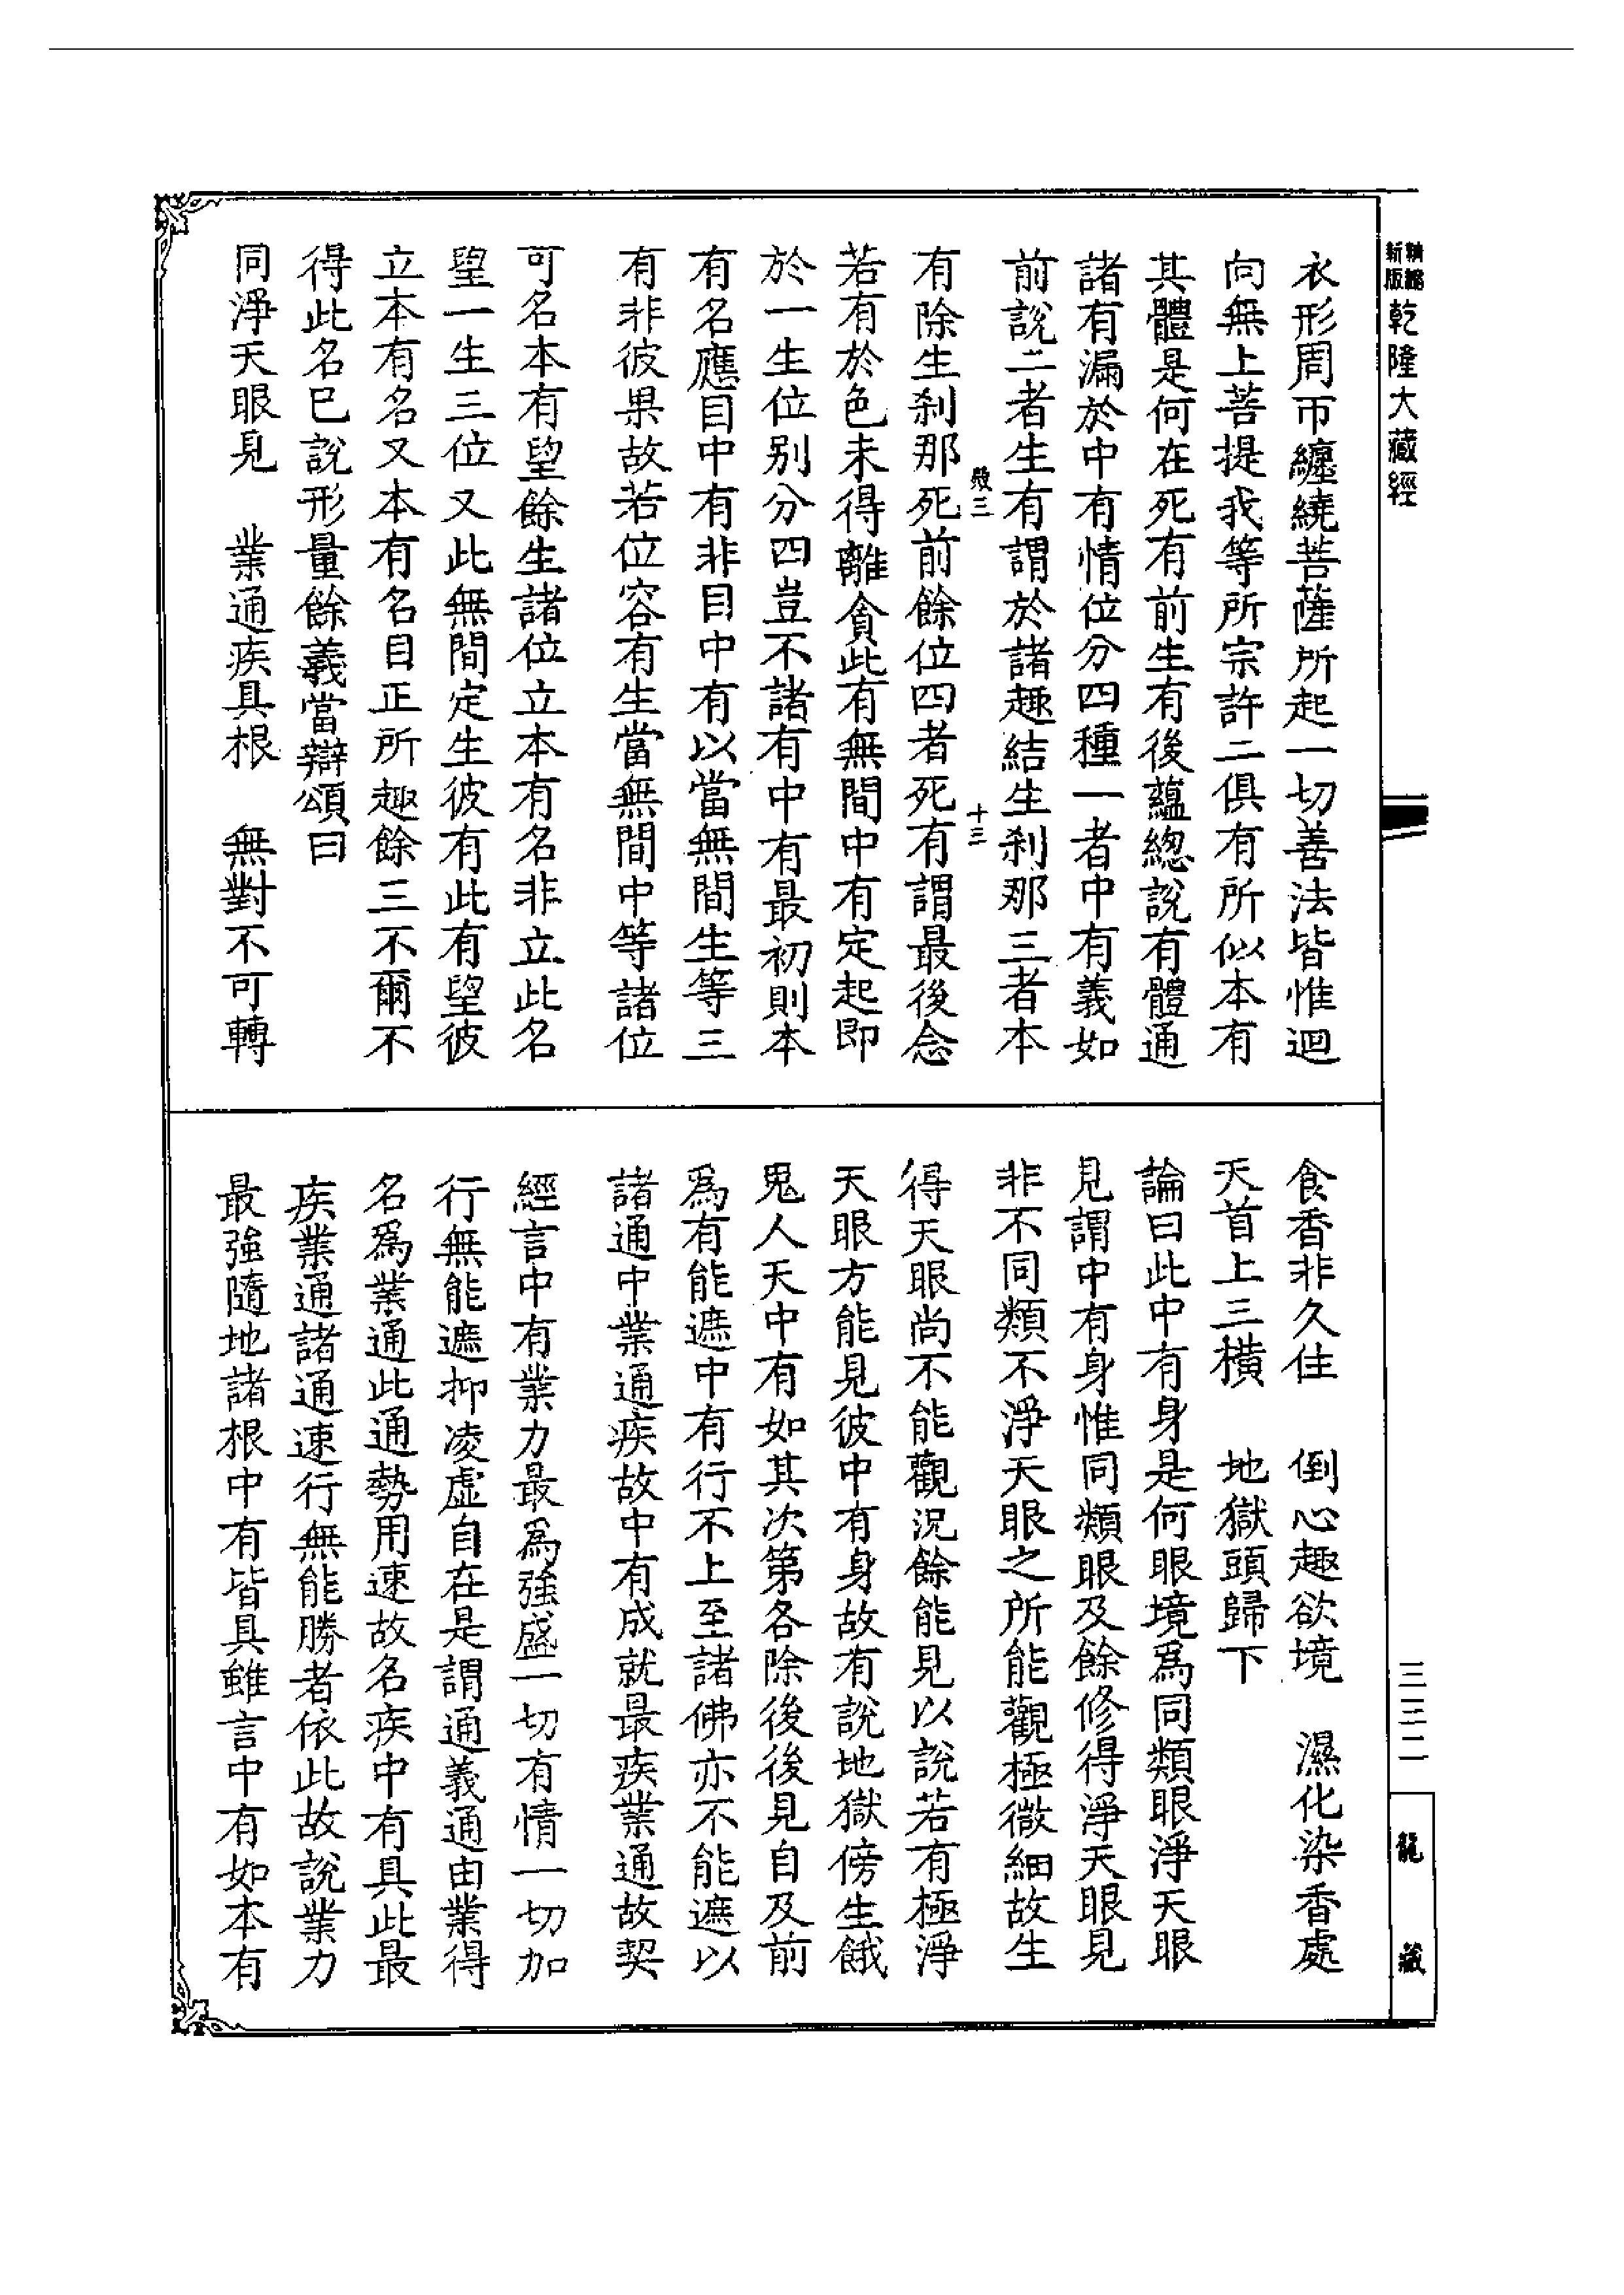 精縮新版
乾隆大藏經
衣形周帀纏繞菩薩所起一切善法皆惟迴
向無上菩提我等所宗許二俱有所似本有
其體是何在死有前生有後蘊總說有體通
諸有漏於中有情位分四種一者中有義如
前說二者生有謂於諸趣結生刹那三者本
殿三 十三
有除生刹那死前餘位四者死有謂最後念
若有於色未得離貪此有無間中有定起即
於一生位别分四豈不諸有中有最初則本
有名應目中有非目中有以當無間生等三
有非彼果故若位容有生當無間中等諸位
可名本有望餘生諸位立本有名非立此名
望一生三位又此無間定生彼有此有望彼
立本有名又本有名目正所趣餘三不爾不
得此名已說形量餘義當辯頌曰
同淨天眼見 業通疾具根 無對不可轉
食香非久住 倒心趣欲境 濕化染香處
天首上三橫 地獄頭歸下
論曰此中有身是何眼境爲同類眼淨天眼
見謂中有身惟同類眼及餘修得淨天眼見
非不同類不淨天眼之所能觀極微細故生
得天眼尚不能觀況餘能見以說若有極淨
天眼方能見彼中有身故有說地獄傍生餓
鬼人天中有如其次第各除後後見自及前
爲有能遮中有行不上至諸佛亦不能遮以
諸通中業通疾故中有成就最疾業通故契
經言中有業力最爲強盛一切有情一切加
行無能遮抑凌虛自在是謂通義通由業得
名爲業通此通勢用速故名疾中有具此最
疾業通諸通速行無能勝者依此故說業力
最強隨地諸根中有皆具雖言中有如本有
三三二
龍藏